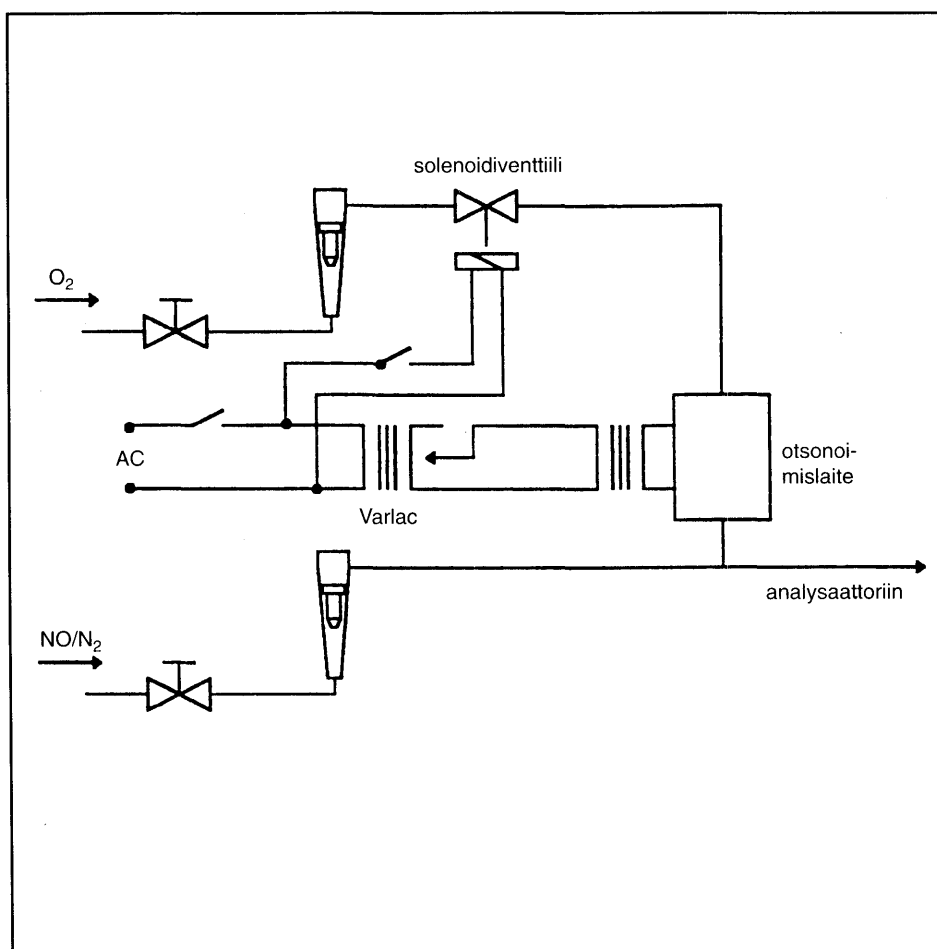 solenoidiventtiili
O₂
AC
Varlac
otsonoi-
mislaite
analysaattoriin
NO/N₂